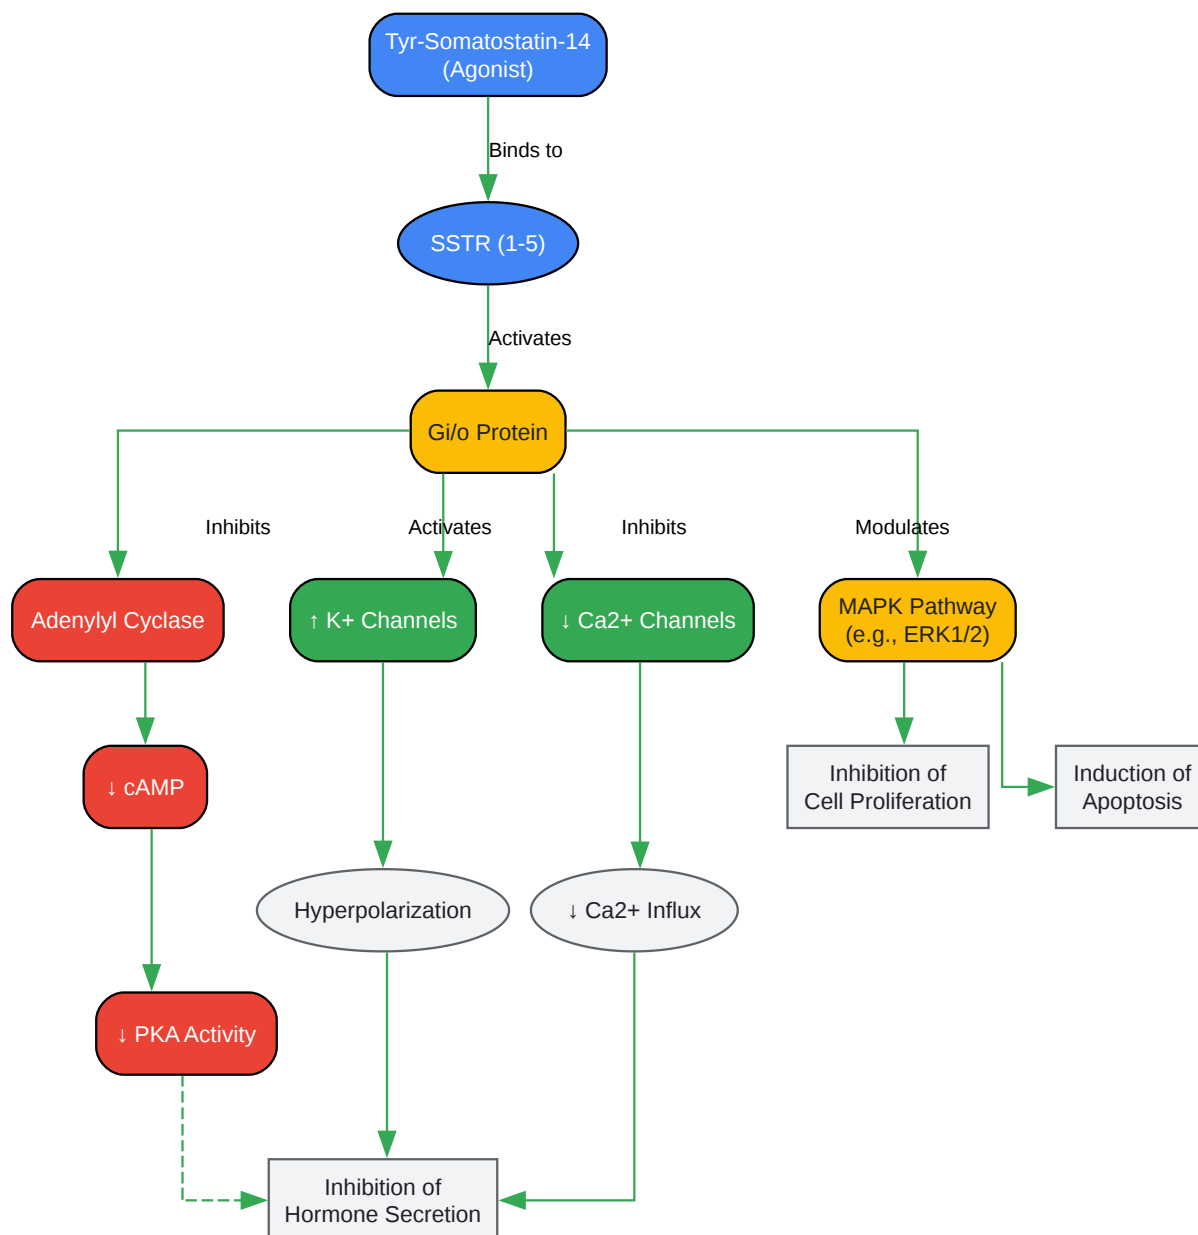 Tyr-Somatostatin-14
(Agonist)
Binds to
SSTR (1-5)
Activates
Gi/o Protein
Inhibits
Activates
Inhibits
Modulates
Adenylyl Cyclase
↑ K+ Channels
↓ Ca2+ Channels
MAPK Pathway
(e.g., ERK1/2)
↓ cAMP
Inhibition of
Cell Proliferation
Induction of
Apoptosis
Hyperpolarization
↓ Ca2+ Influx
↓ PKA Activity
Inhibition of
Hormone Secretion